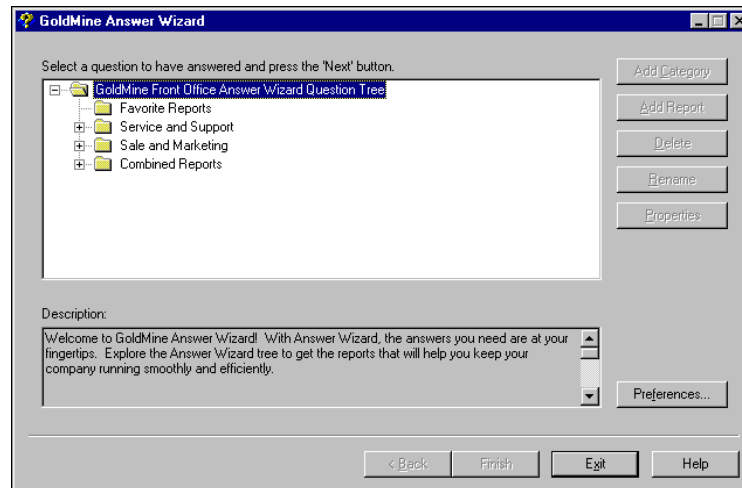 GoldMine Answer Wizard
Select a question to have answered and press the 'Next' button.
GoldMine Front Office Answer Wizard Question Tree
Favorite Reports
Service and Support
Sale and Marketing
Combined Reports
Add Category
Add Report
Delete
Rename
Properties
Description:
Welcome to GoldMine Answer Wizard! With Answer Wizard, the answers you need are at your
fingertips. Explore the Answer Wizard tree to get the reports that will help you keep your
company running smoothly and efficiently.
Preferences...
< Back
Finish
Exit
Help